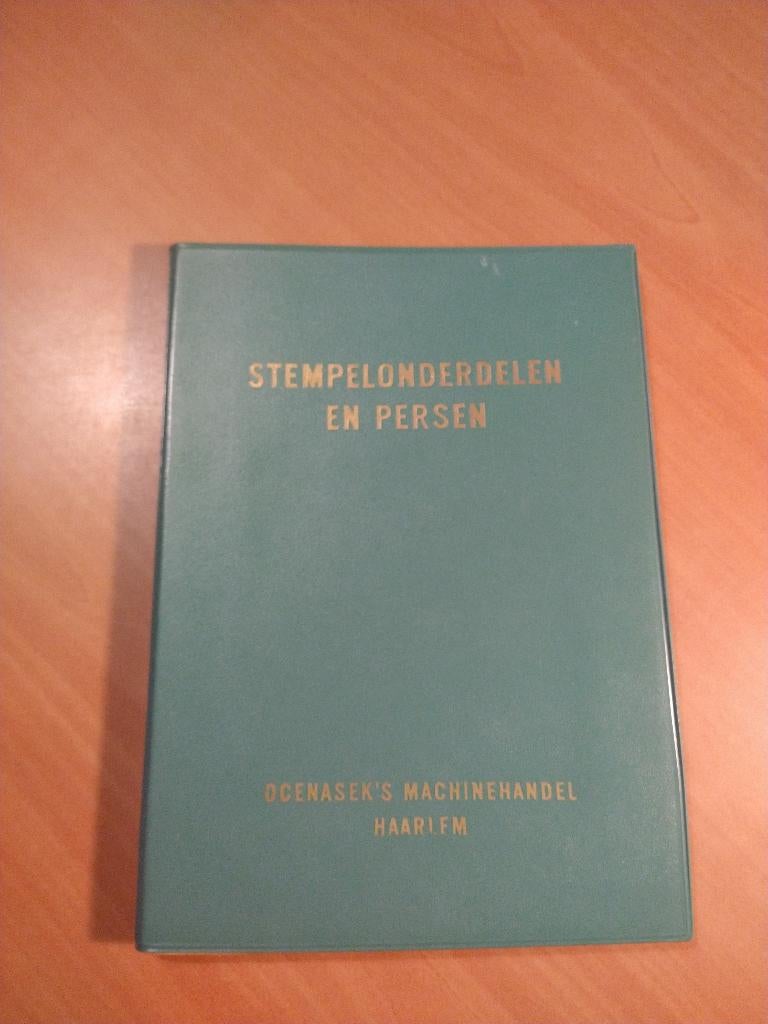 STEMPELONDERDELEN
EN PERSEN
OCENASEK'S MACHINEHANDEL
HAARLEM